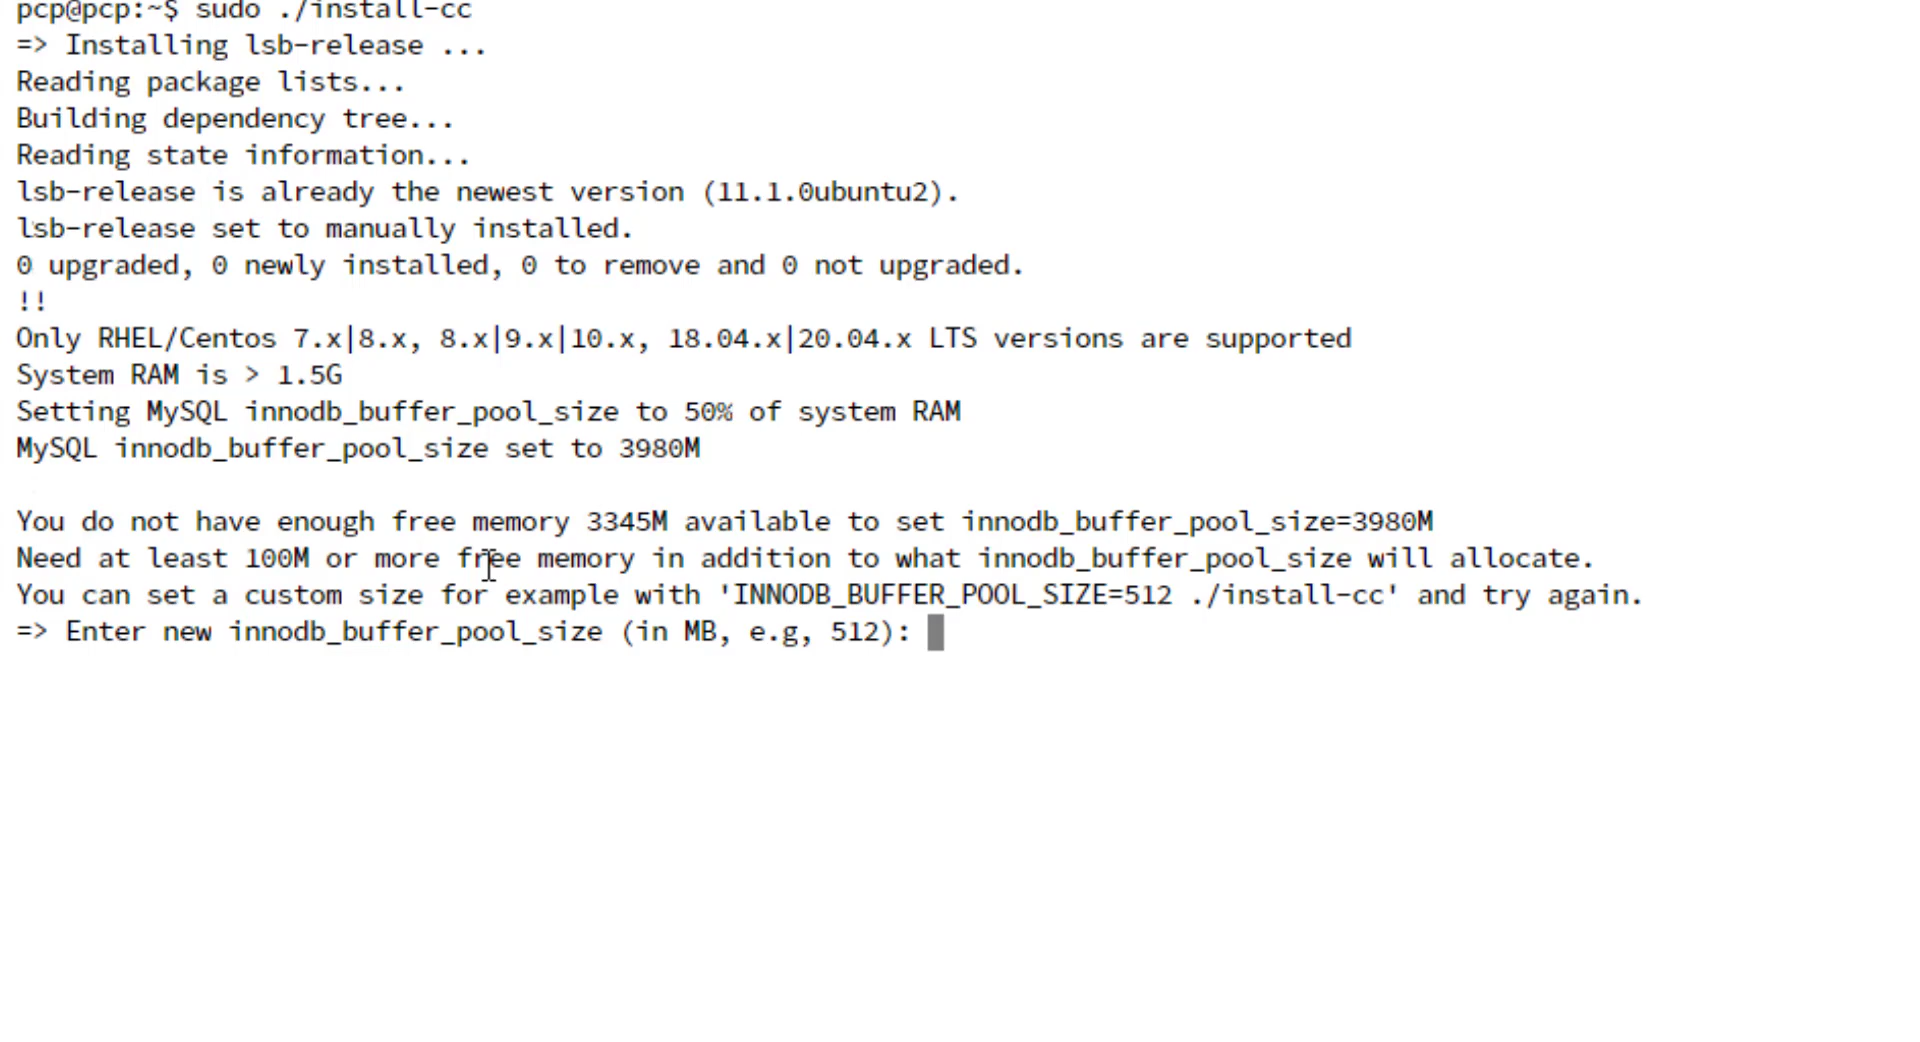 pcp@pcp:~$ sudo ./install-cc
=> Installing lsb-release ...
Reading package lists...
Building dependency tree...
Reading state information...
lsb-release is already the newest version (11.1.0ubuntu2).
lsb-release set to manually installed.
0 upgraded, 0 newly installed, 0 to remove and 0 not upgraded.
!!
Only RHEL/Centos 7.x|8.x, 8.x|9.x|10.x, 18.04.x|20.04.x LTS versions are supported
System RAM is > 1.5G
Setting MySQL innodb_buffer_pool_size to 50% of system RAM
MySQL innodb_buffer_pool_size set to 3980M
You do not have enough free memory 3345M available to set innodb_buffer_pool_size=3980M
Need at least 100M or more free memory in addition to what innodb_buffer_pool_size will allocate.
You can set a custom size for example with 'INNODB_BUFFER_POOL_SIZE=512 ./install-cc' and try again.
=> Enter new innodb_buffer_pool_size (in MB, e.g, 512):